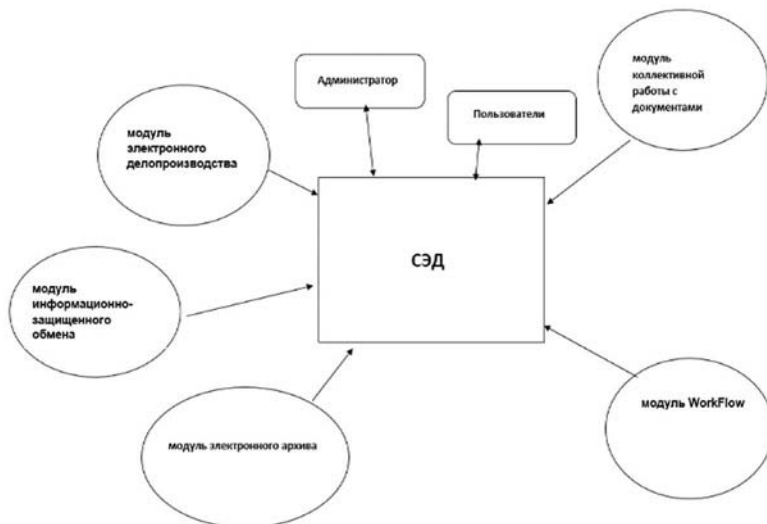 Администратор
Пользователи
модуль
коллективной
работы с
документами
модуль
электронного
делопроизводства
СЭД
модуль
информационно-
защищенного
обмена
модуль WorkFlow
модуль электронного архива